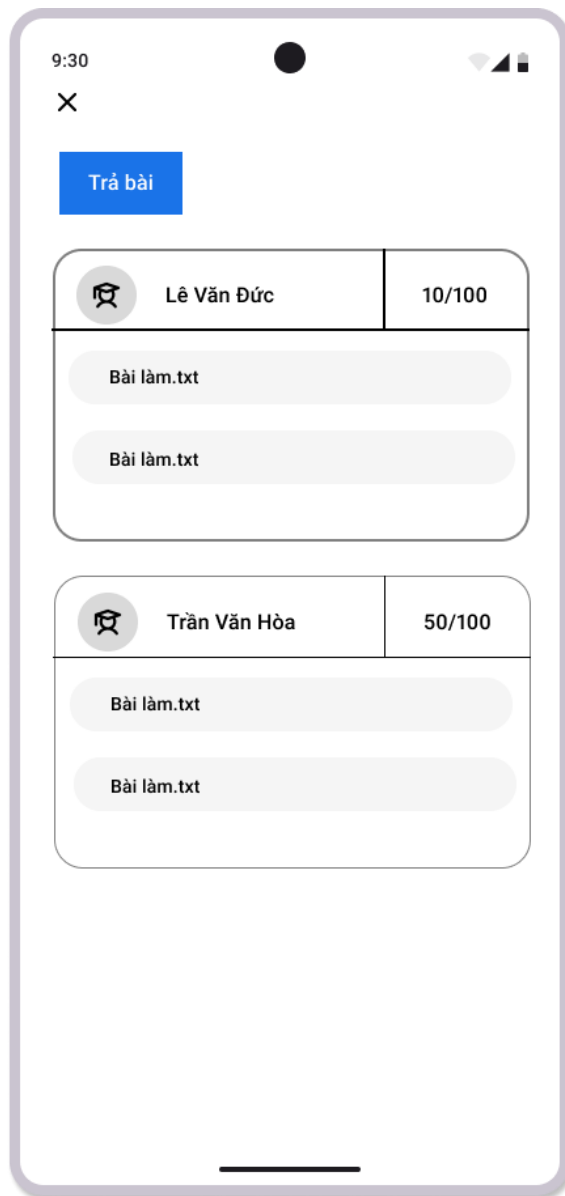 9:30
Trả bài
Lê Văn Đức
10/100
Bài làm.txt
Bài làm.txt
Trần Văn Hòa
50/100
Bài làm.txt
Bài làm.txt